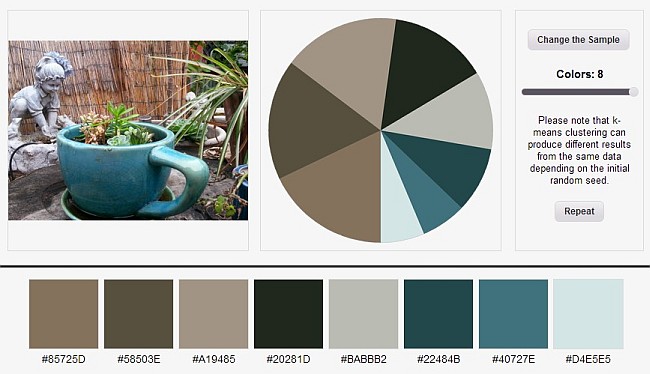 Change the Sample
Colors: 8
Please note that k-
means clustering can
produce different results
from the same data
depending on the initial
random seed.
Repeat
#85725D #58503E #A19485 #20281D #BABBB2 #22484B #40727E #D4E5E5